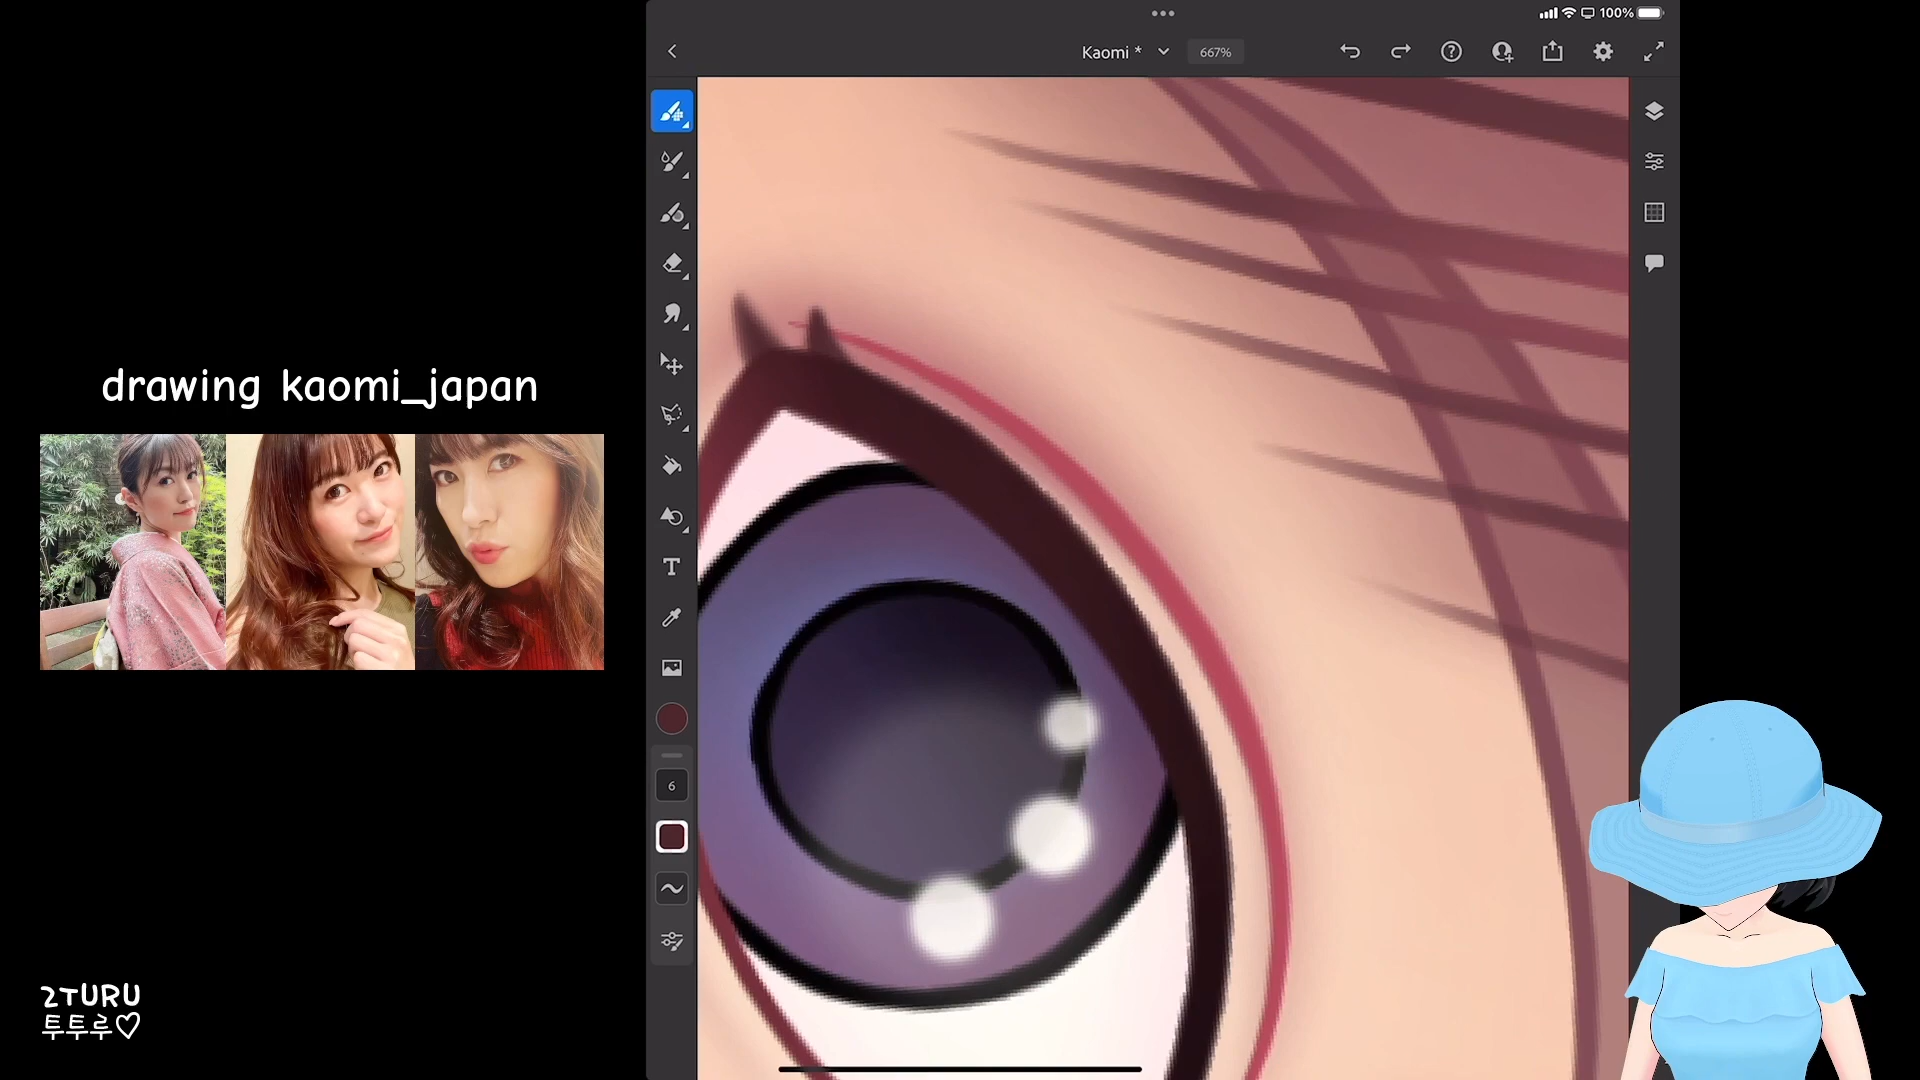 100%
Kaomi *
667%
drawing kaomi_japan
T
6
2TURU
투투루♡